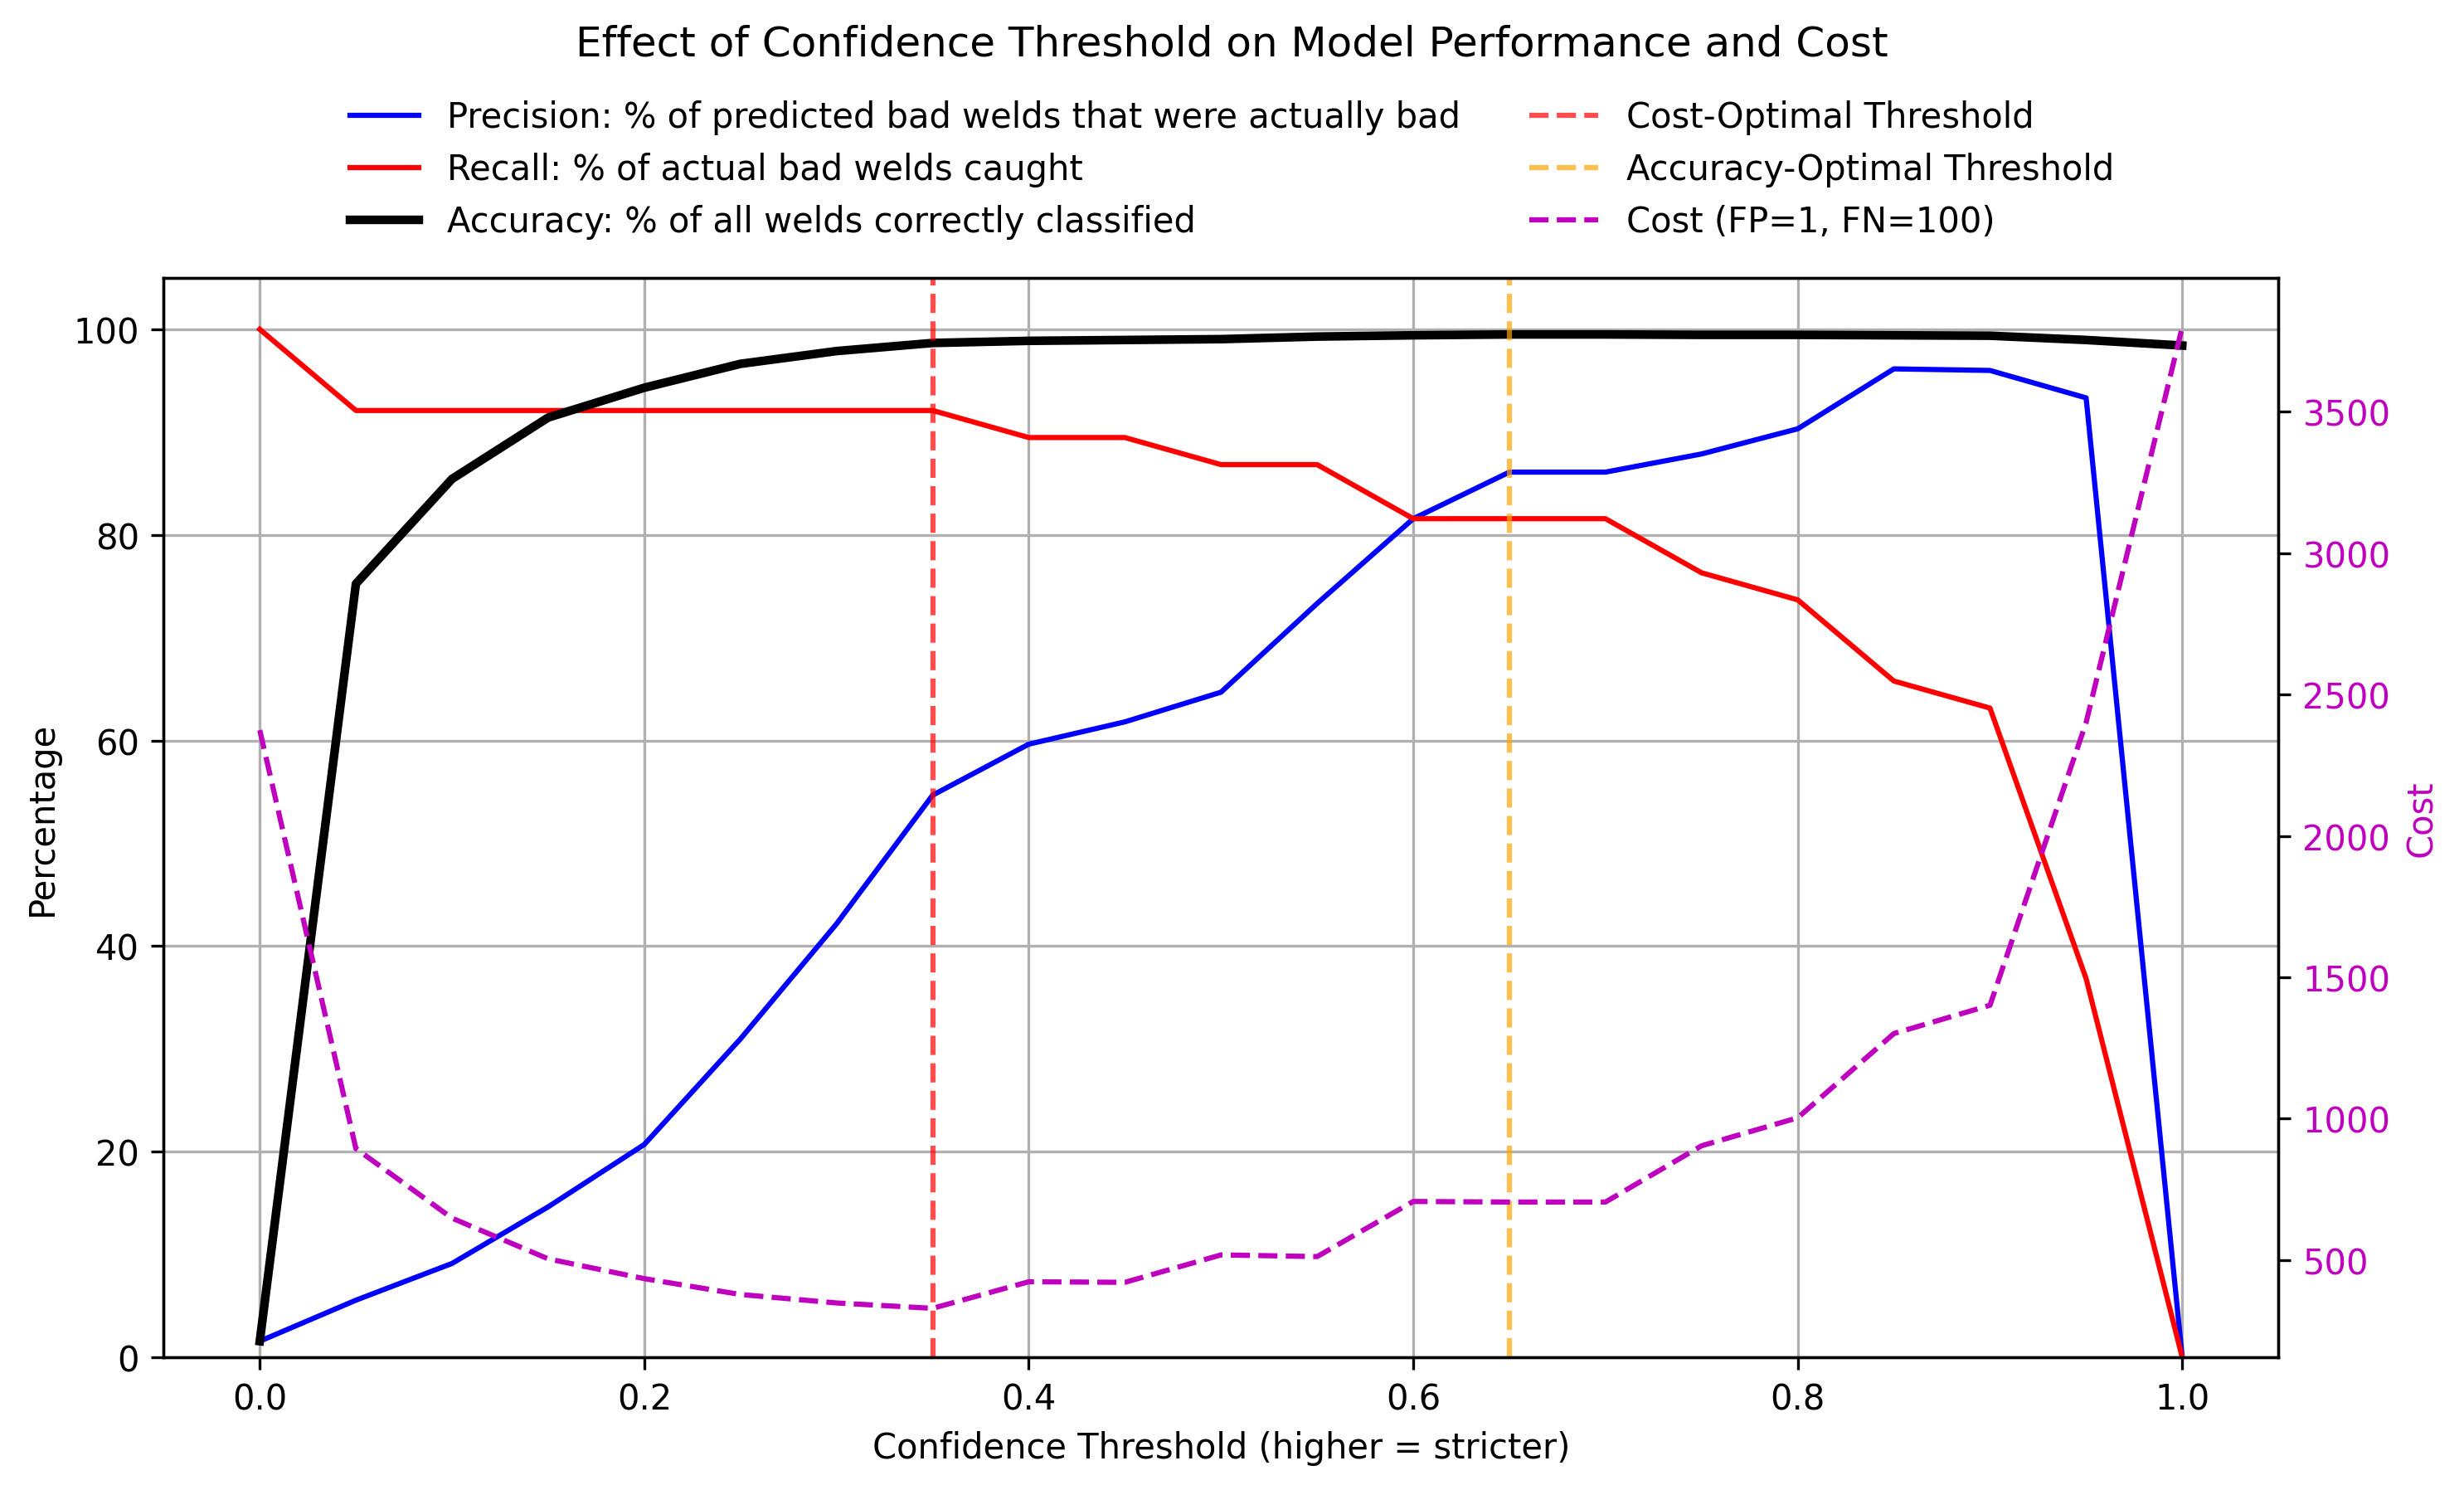 Effect of Confidence Threshold on Model Performance and Cost
Precision: % of predicted bad welds that were actually bad
Recall: % of actual bad welds caught
Accuracy: % of all welds correctly classified
Cost-Optimal Threshold
Accuracy-Optimal Threshold
Cost (FP=1, FN=100)
Percentage
100
80
60
40
20
0
0.0
0.2
0.4
0.6
0.8
1.0
Confidence Threshold (higher = stricter)
3500
3000
2500
2000
1500
1000
500
Cost